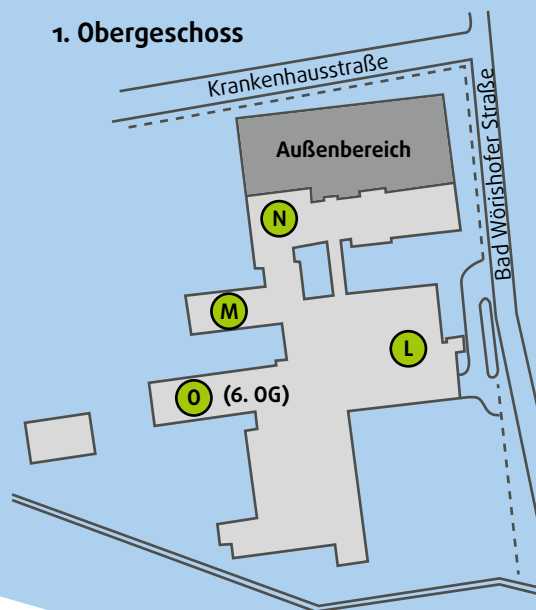 1. Obergeschoss
Krankenhausstraße
Bad Wörishofer Straße
Außenbereich
N
M
L
O (6. OG)